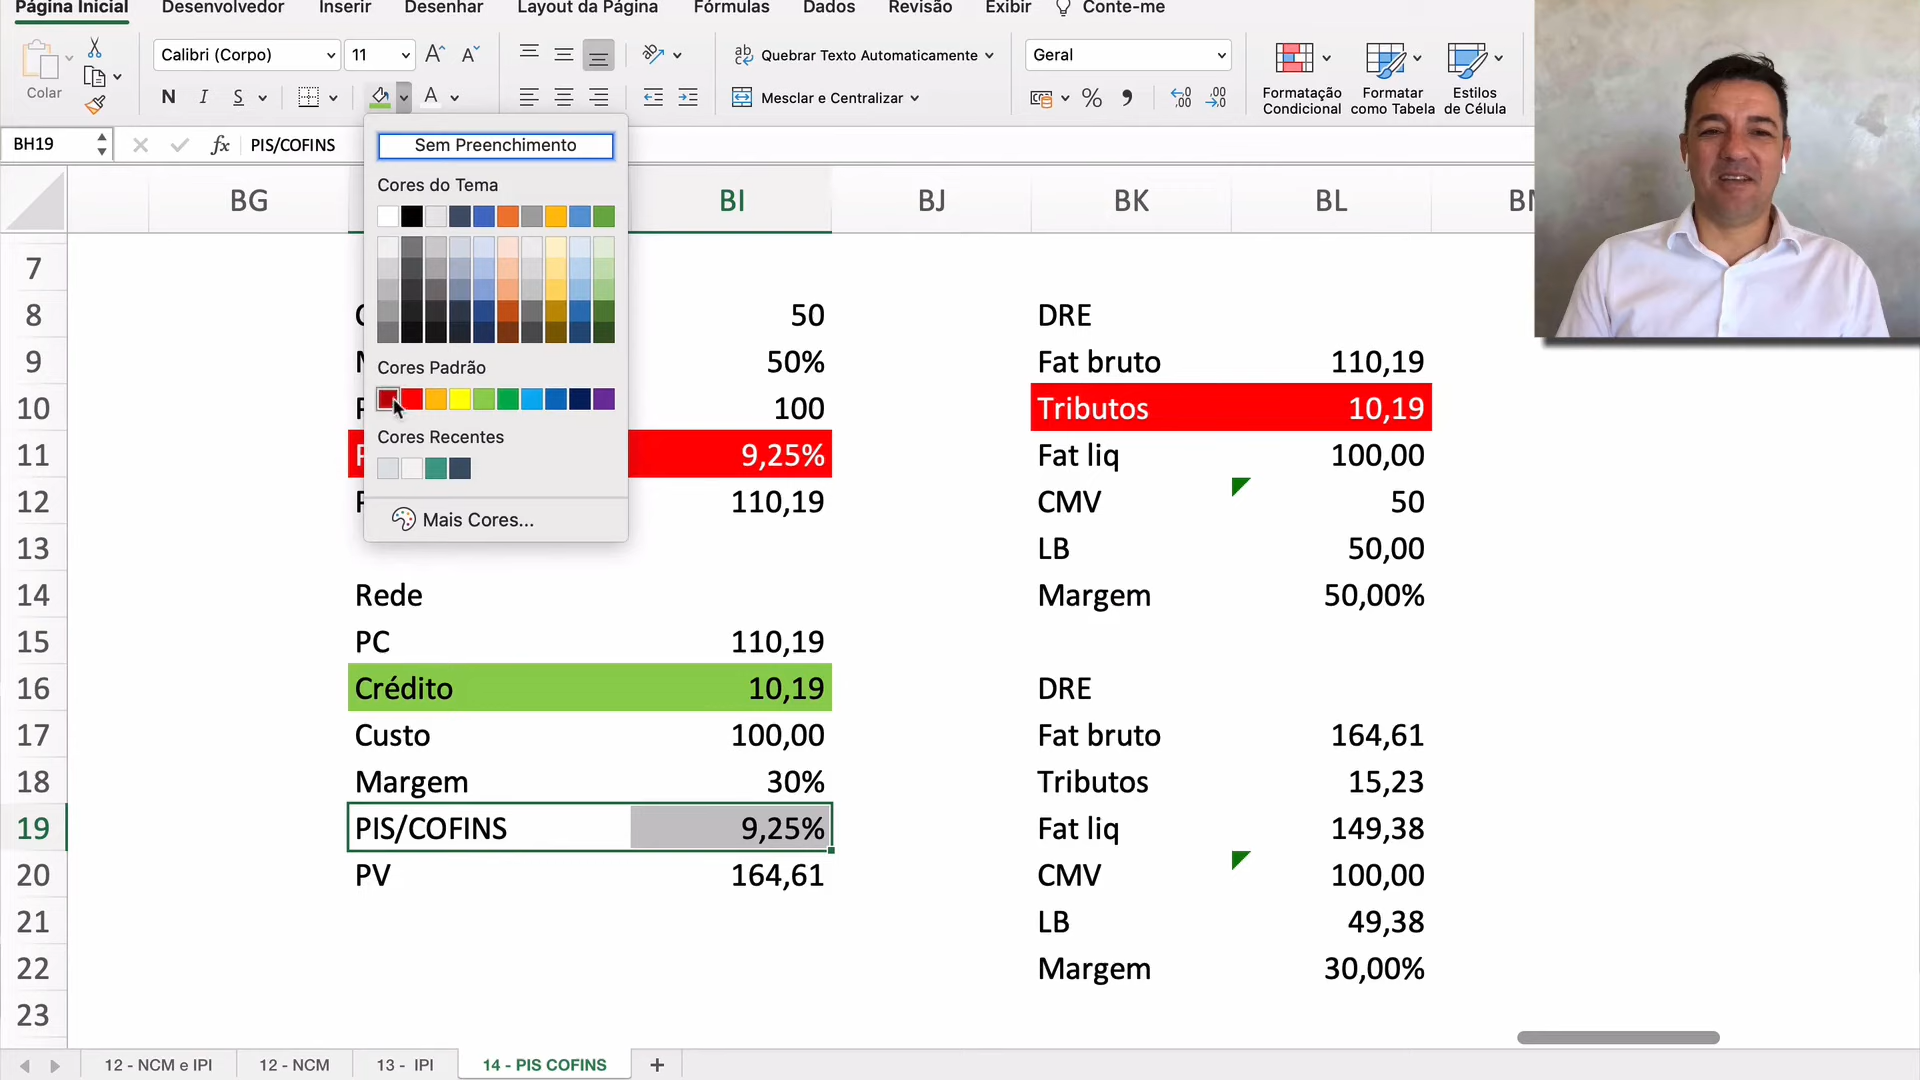 Página Inicial Desenvolvedor Inserir Desenhar Layout da Página Fórmulas Dados Revisão Exibir Conte-me
Colar Calibri (Corpo) 11 Quebrar Texto Automaticamente Geral
N I S A Mesclar e Centralizar %
Formatação Condicional
Formatar como Tabela
Estilos de Célula
BH19 fx PIS/COFINS
Sem Preenchimento
Cores do Tema
Cores Padrão
Cores Recentes
Mais Cores...
BG BI BJ BK BL
7
8 50 DRE
9 50% Fat bruto 110,19
10 100 Tributos 10,19
11 9,25% Fat liq 100,00
12 110,19 CMV 50
13 LB 50,00
14 Rede Margem 50,00%
15 PC 110,19
16 Crédito 10,19 DRE
17 Custo 100,00 Fat bruto 164,61
18 Margem 30% Tributos 15,23
19 PIS/COFINS 9,25% Fat liq 149,38
20 PV 164,61 CMV 100,00
21 LB 49,38
22 Margem 30,00%
23
12 - NCM e IPI 12 - NCM 13 - IPI 14 - PIS COFINS +